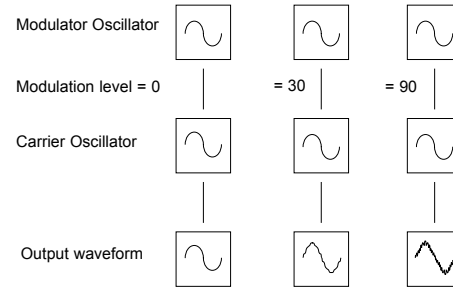 Modulator Oscillator
Modulation level = 0 = 30 = 90
Carrier Oscillator
Output waveform